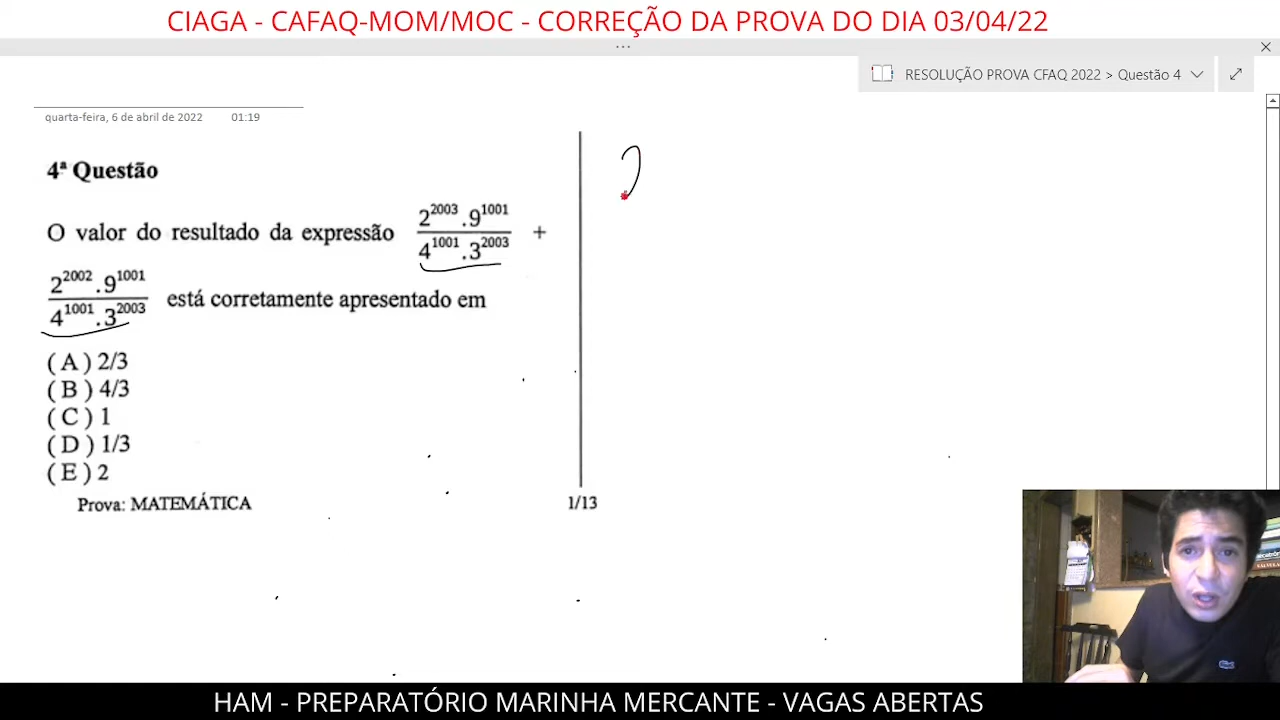 CIAGA - CAFAQ-MOM/MOC - CORREÇÃO DA PROVA DO DIA 03/04/22
RESOLUÇÃO PROVA CFAQ 2022 > Questão 4
quarta-feira, 6 de abril de 2022 01:19
4ª Questão
O valor do resultado da expressão 2^2003 .9^1001 / 4^1001 .3^2003 +
2^2002 .9^1001 / 4^1001 .3^2003 está corretamente apresentado em
( A ) 2/3
( B ) 4/3
( C ) 1
( D ) 1/3
( E ) 2
Prova: MATEMÁTICA 1/13
HAM - PREPARATÓRIO MARINHA MERCANTE - VAGAS ABERTAS